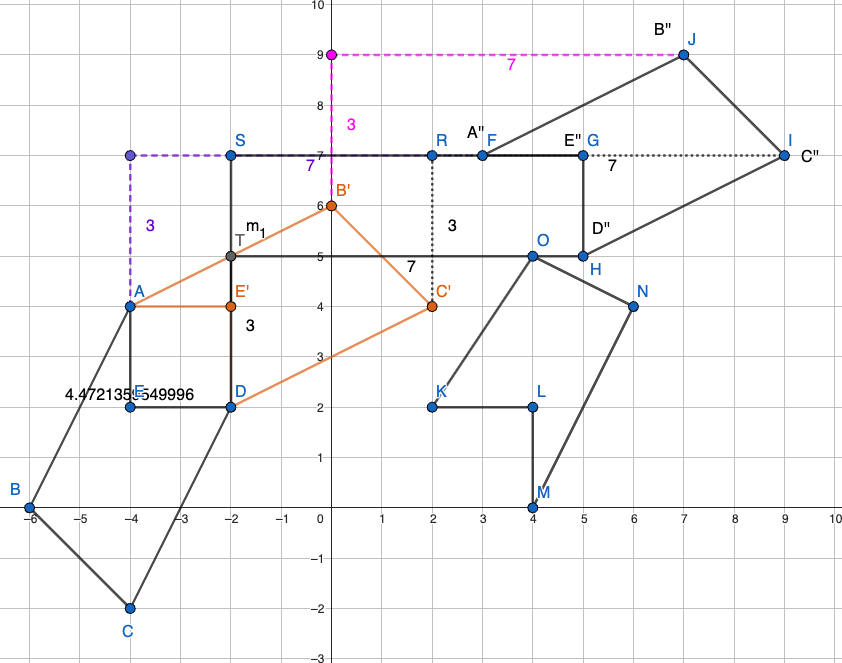 10
B"
J
9
7
8
3
A"
S
R
F
E"
G
I
7
7
7
C"
B'
6
3
3
D"
m1
T
O
5
7
H
A
E'
C'
N
4
3
3
4.4721359549996
E
D
K
L
2
1
B
M
−6
−5
−4
−3
−2
−1
0
1
2
3
4
5
6
7
8
9
10
−1
−2
C
−3